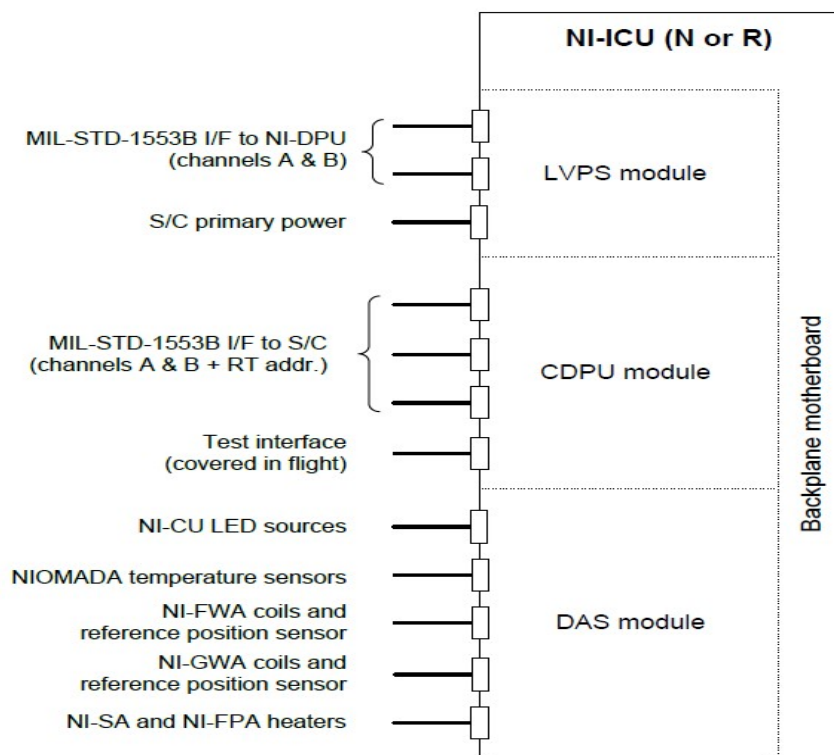 NI-ICU (N or R)
MIL-STD-1553B I/F to NI-DPU
(channels A & B)
LVPS module
S/C primary power
MIL-STD-1553B I/F to S/C
(channels A & B + RT addr.)
CDPU module
Test interface
(covered in flight)
Backplane motherboard
NI-CU LED sources
NIOMADA temperature sensors
NI-FWA coils and
reference position sensor
DAS module
NI-GWA coils and
reference position sensor
NI-SA and NI-FPA heaters